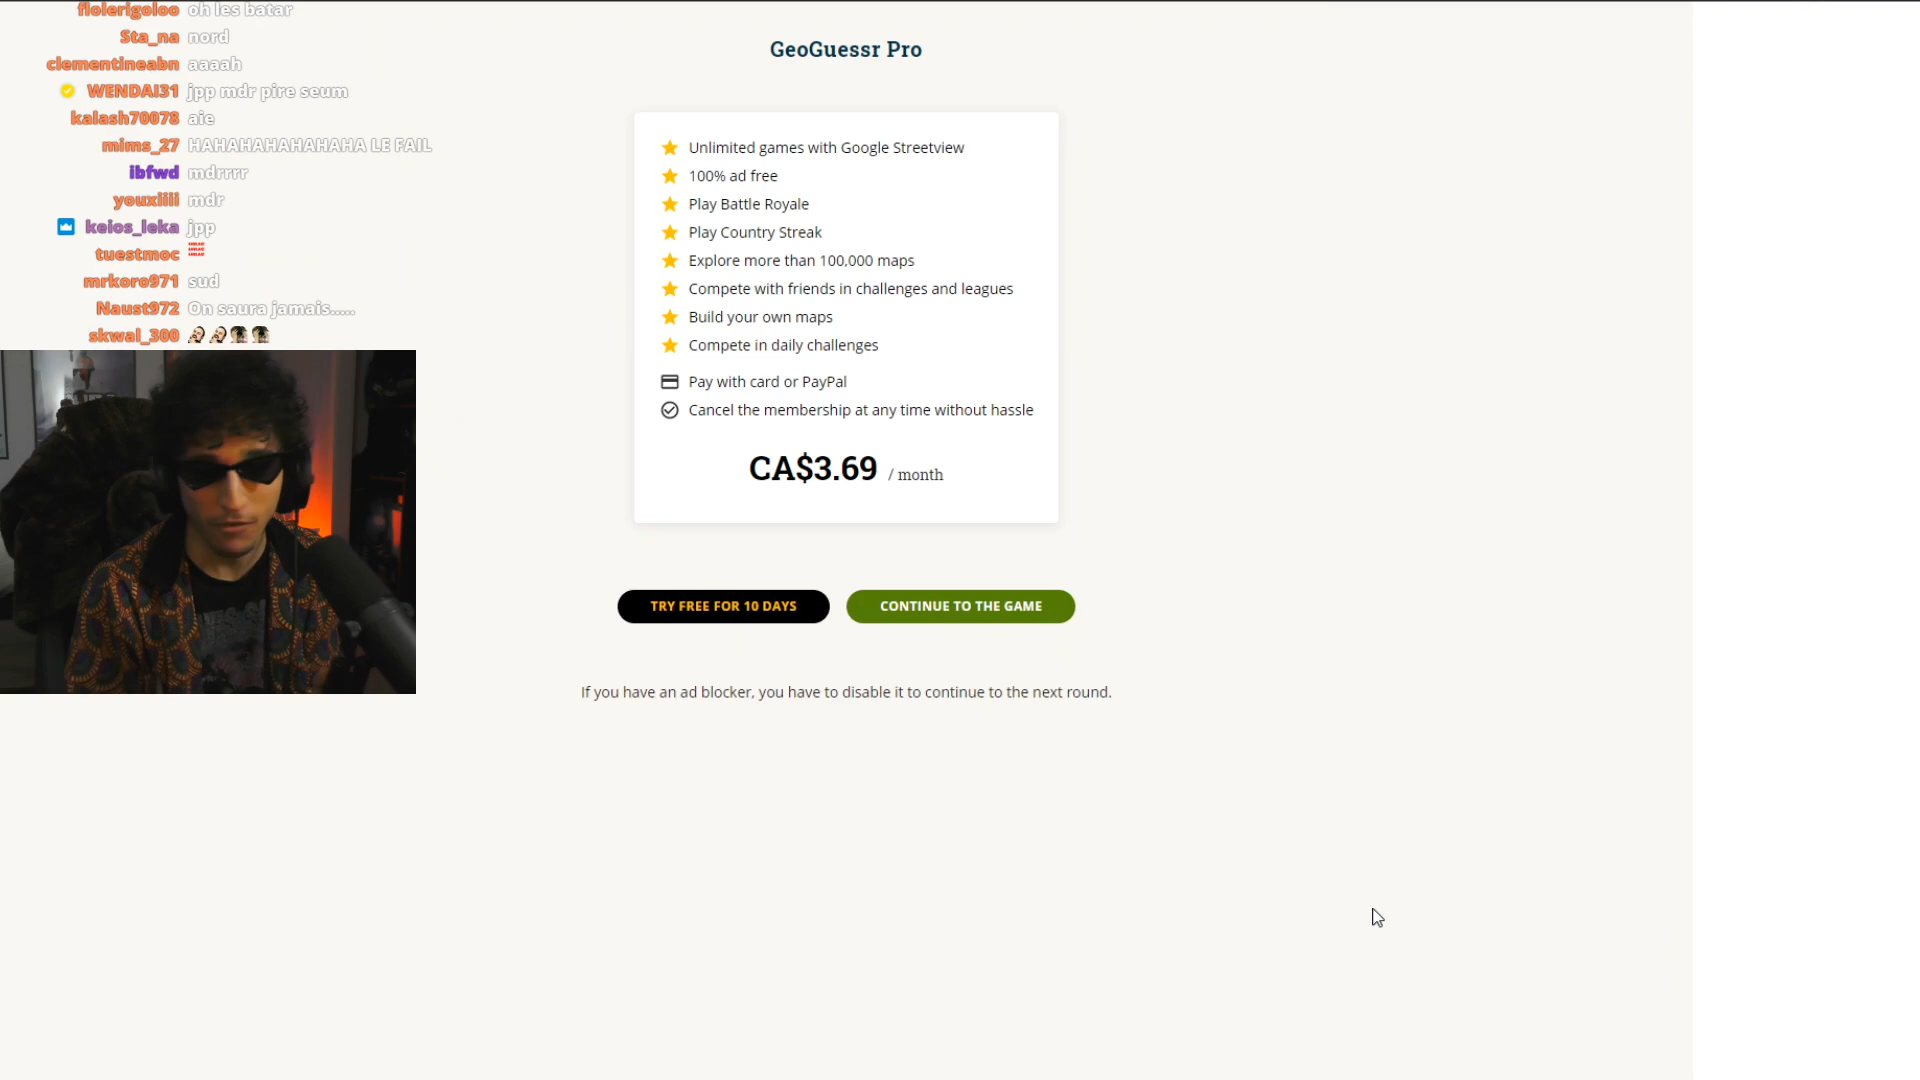 flolerigoloo oh les batar
Sta_na nord
clementineabn aaaah
WENDAI31 jpp mdr pire seum
kalash70078 aie
mims_27 HAHAHAHAHAHAHA LE FAIL
ibfwd mdrrrr
youxiiii mdr
keios_leka jpp
tuestmoc
mrkoro971 sud
Naust972 On saura jamais.....
skwal_300
GeoGuessr Pro
Unlimited games with Google Streetview
100% ad free
Play Battle Royale
Play Country Streak
Explore more than 100,000 maps
Compete with friends in challenges and leagues
Build your own maps
Compete in daily challenges
Pay with card or PayPal
Cancel the membership at any time without hassle
CA$3.69 / month
TRY FREE FOR 10 DAYS
CONTINUE TO THE GAME
If you have an ad blocker, you have to disable it to continue to the next round.